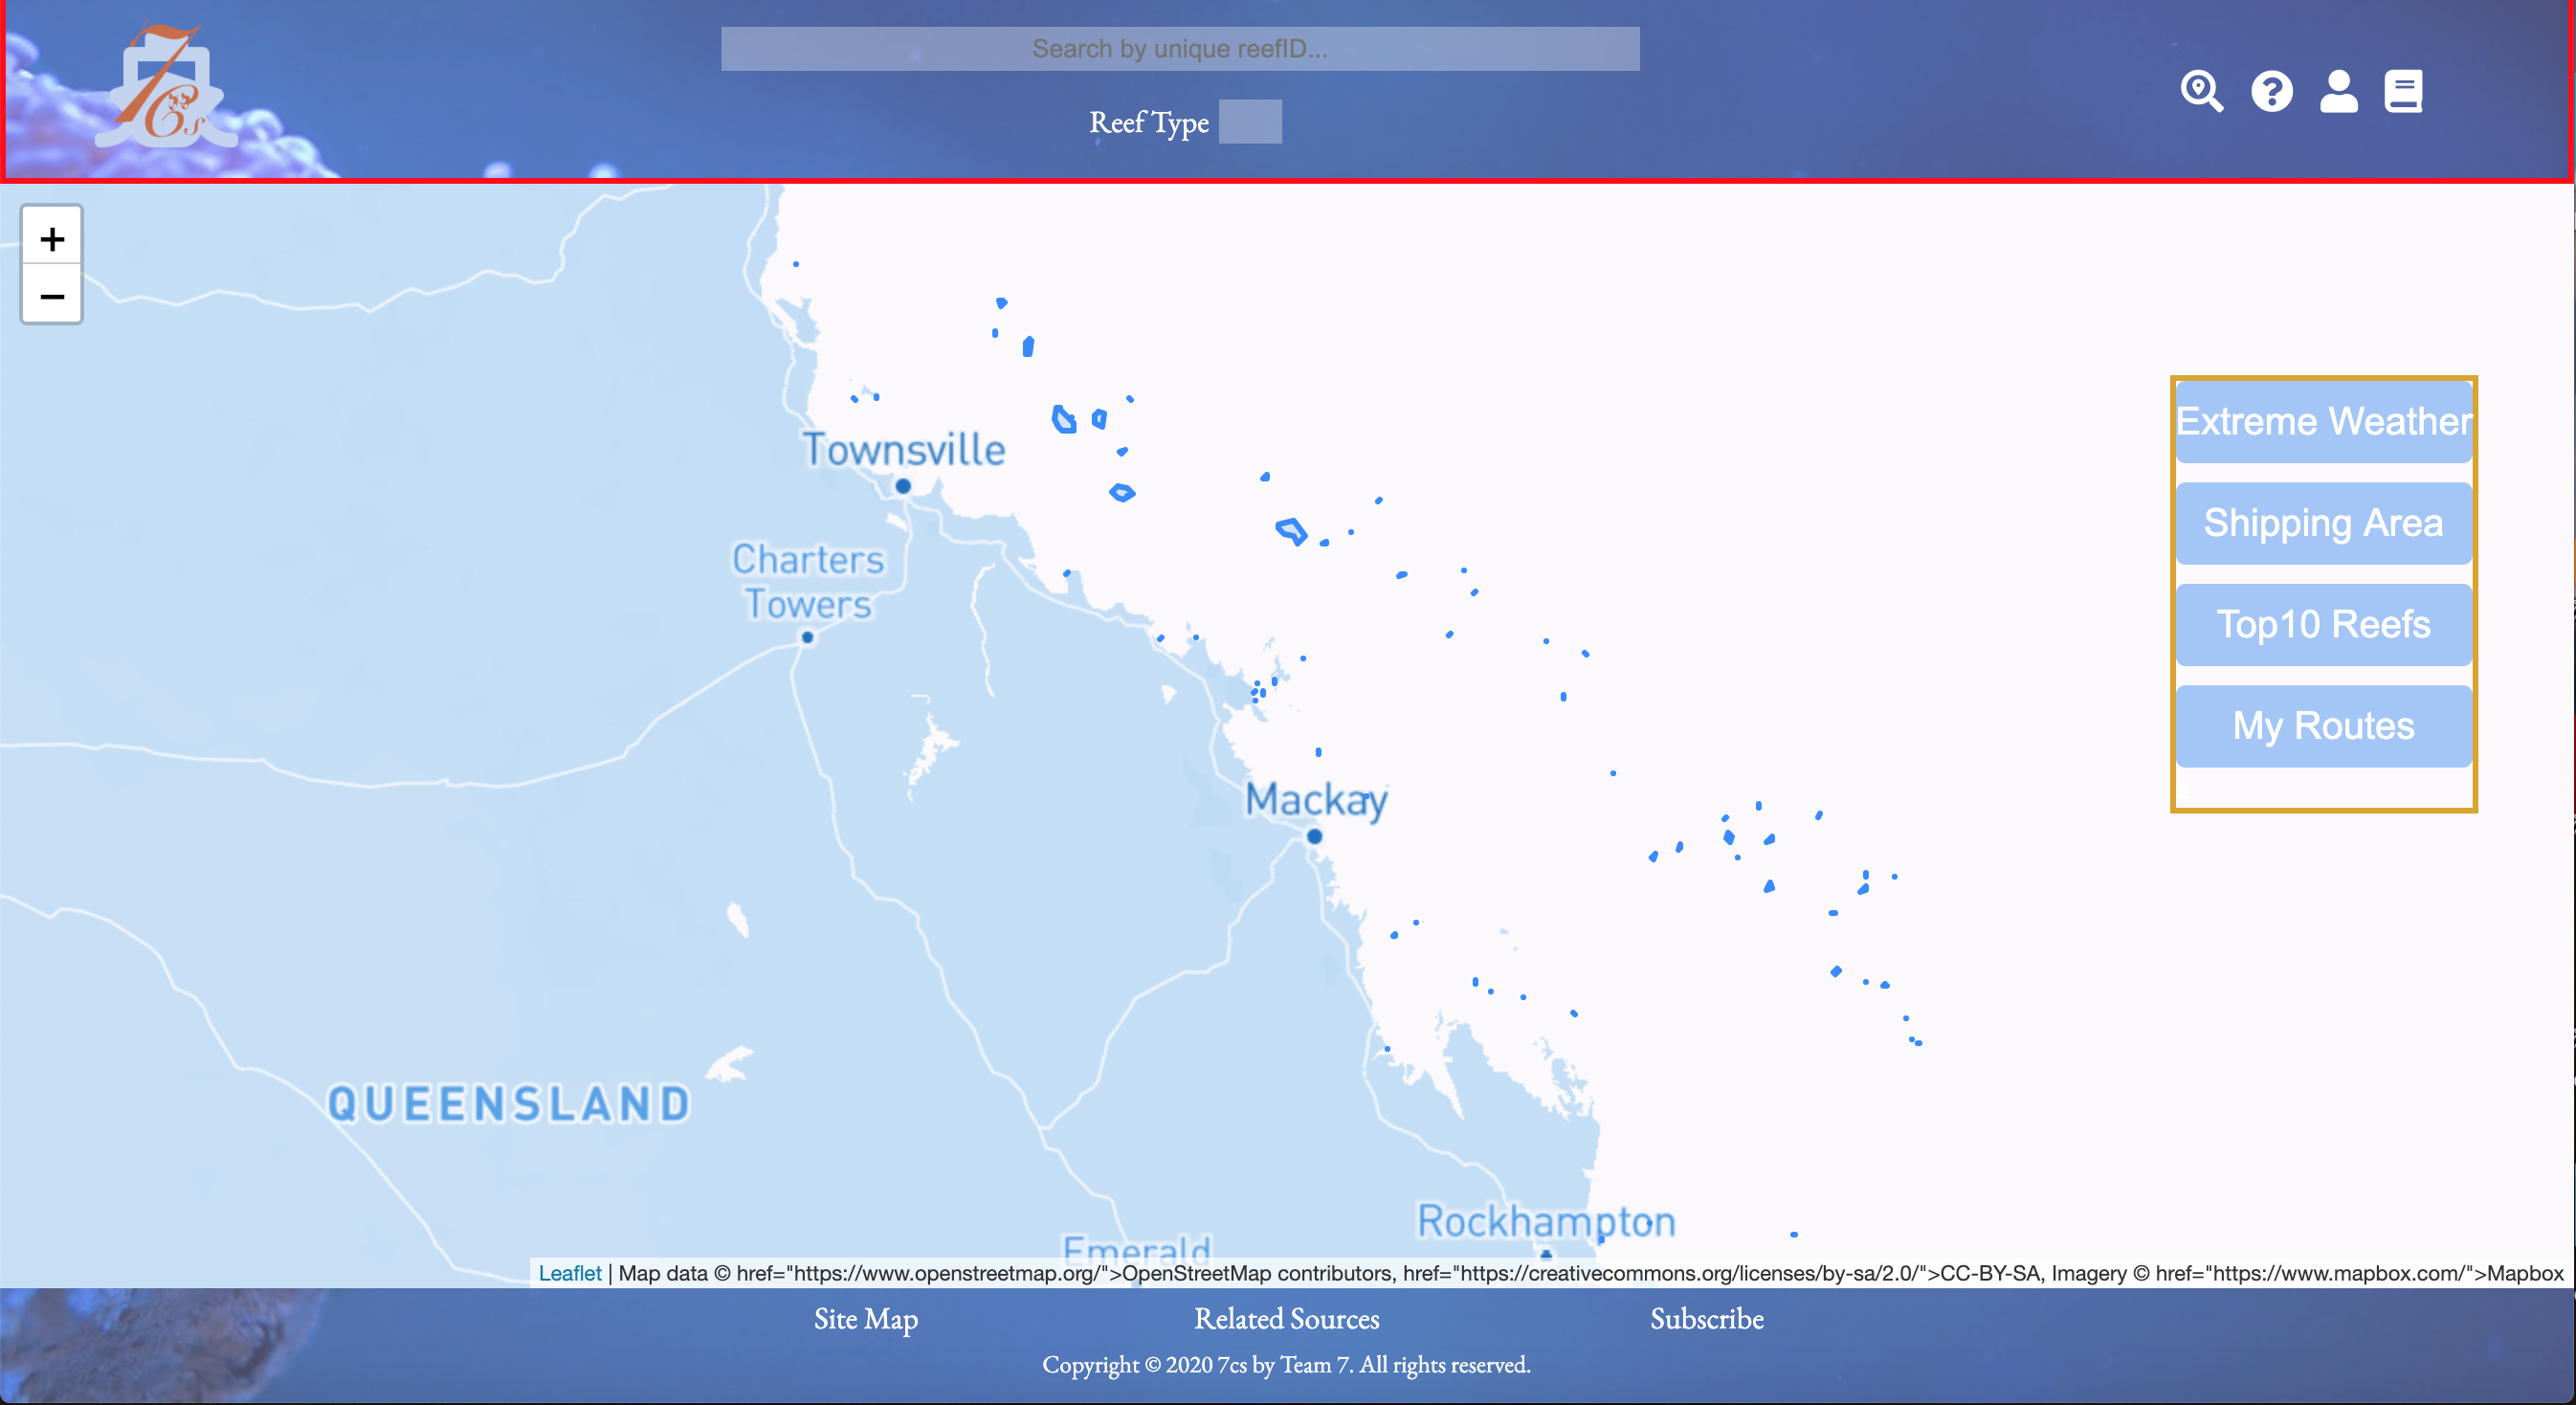 7Cs
Search by unique reefID...
Reef Type
+
−
Townsville
Charters
Towers
Mackay
QUEENSLAND
Rockhampton
Emerald
Extreme Weather
Shipping Area
Top10 Reefs
My Routes
Leaflet | Map data © href="https://www.openstreetmap.org/">OpenStreetMap contributors, href="https://creativecommons.org/licenses/by-sa/2.0/">CC-BY-SA, Imagery © href="https://www.mapbox.com/">Mapbox
Site Map
Related Sources
Subscribe
Copyright © 2020 7cs by Team 7. All rights reserved.